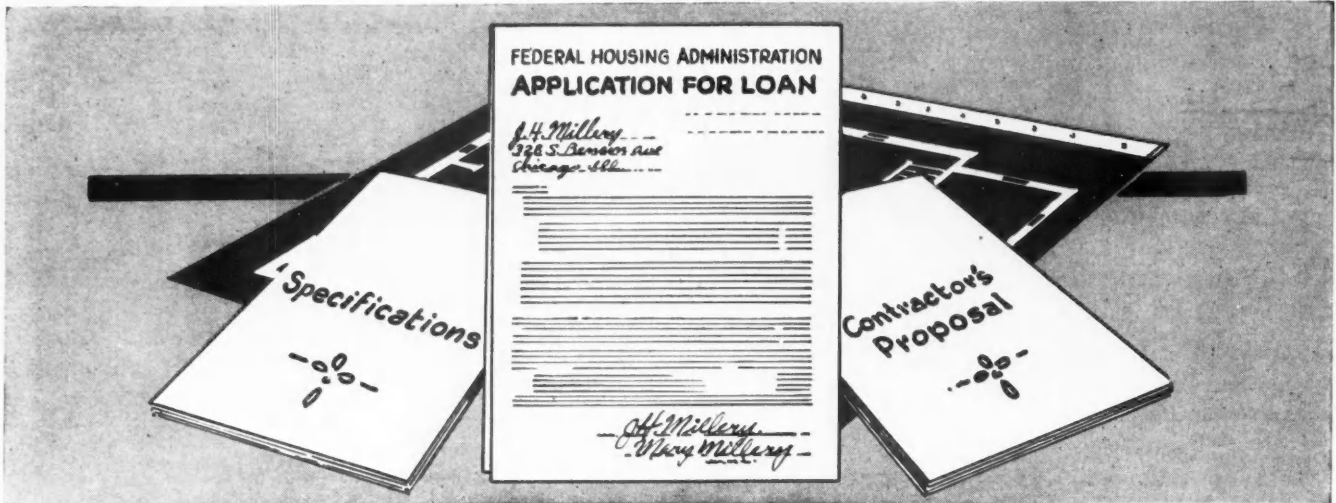 FEDERAL HOUSING ADMINISTRATION
APPLICATION FOR LOAN
J.H. Millery
328 S. Benson Ave
Chicago Ill
Specifications
Contractor's
Proposal
J.H. Millery
Mary Millery